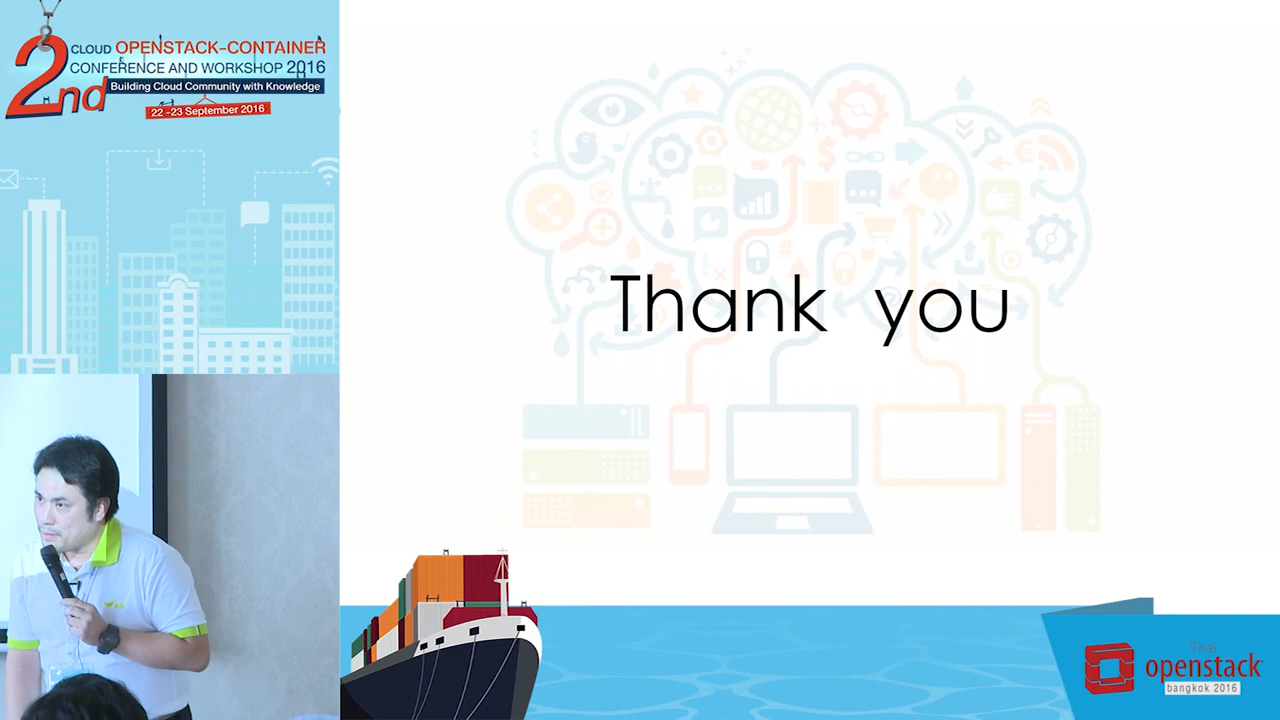 2nd
CLOUD OPENSTACK-CONTAINER
CONFERENCE AND WORKSHOP 2016
Building Cloud Community with Knowledge
22 -23 September 2016
Thank you
Thai
openstack
bangkok 2016